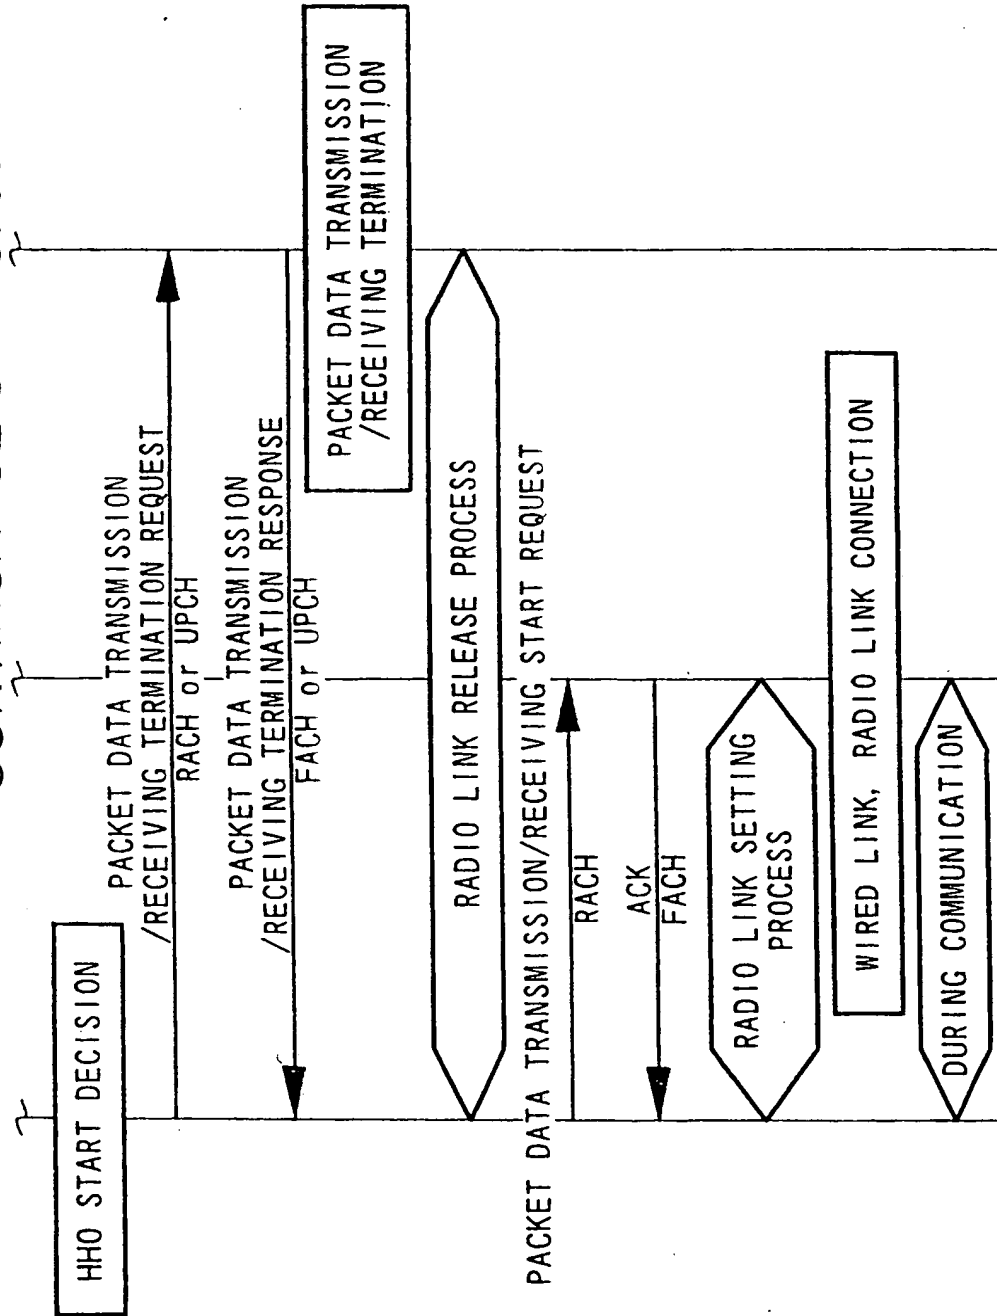 HHO START DECISION
PACKET DATA TRANSMISSION
/RECEIVING TERMINATION REQUEST
RACH or UPCH
PACKET DATA TRANSMISSION
/RECEIVING TERMINATION RESPONSE
FACH or UPCH
PACKET DATA TRANSMISSION
/RECEIVING TERMINATION
RADIO LINK RELEASE PROCESS
PACKET DATA TRANSMISSION/RECEIVING START REQUEST
RACH
ACK
FACH
RADIO LINK SETTING
PROCESS
WIRED LINK, RADIO LINK CONNECTION
DURING COMMUNICATION